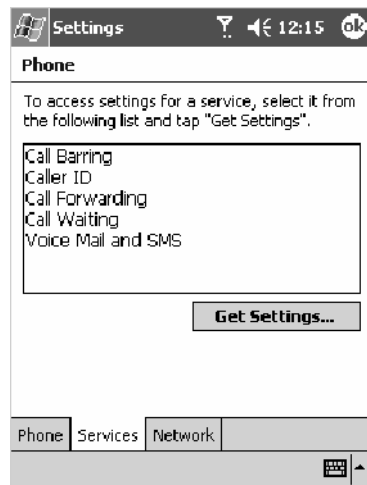 Settings 12:15 ok
Phone
To access settings for a service, select it from
the following list and tap "Get Settings".
Call Barring
Caller ID
Call Forwarding
Call Waiting
Voice Mail and SMS
Get Settings...
Phone Services Network